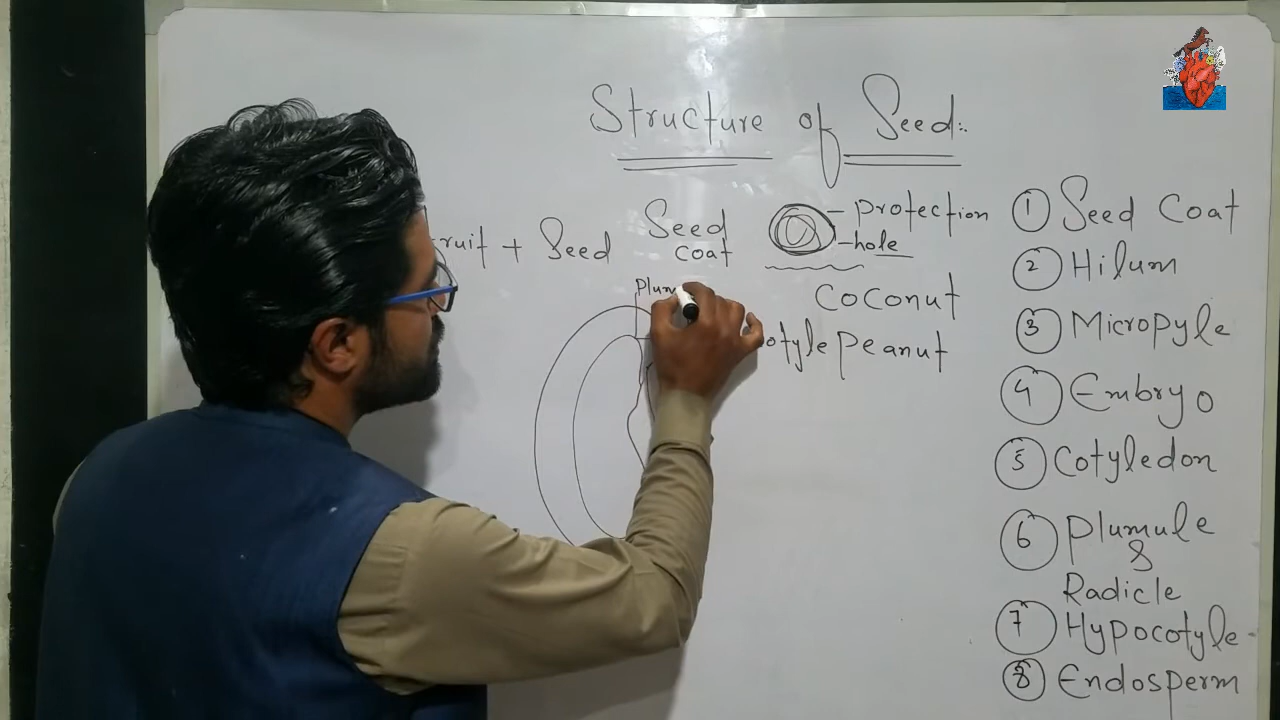 Structure of Seed:.
ruit + Seed
Seed
coat
- Protection
- hole
coconut
Plum
otyle Peanut
① Seed Coat
② Hilum
③ Micropyle
④ Embryo
⑤ Cotyledon
⑥ Plumule
&
Radicle
⑦ Hypocotyle
⑧ Endosperm